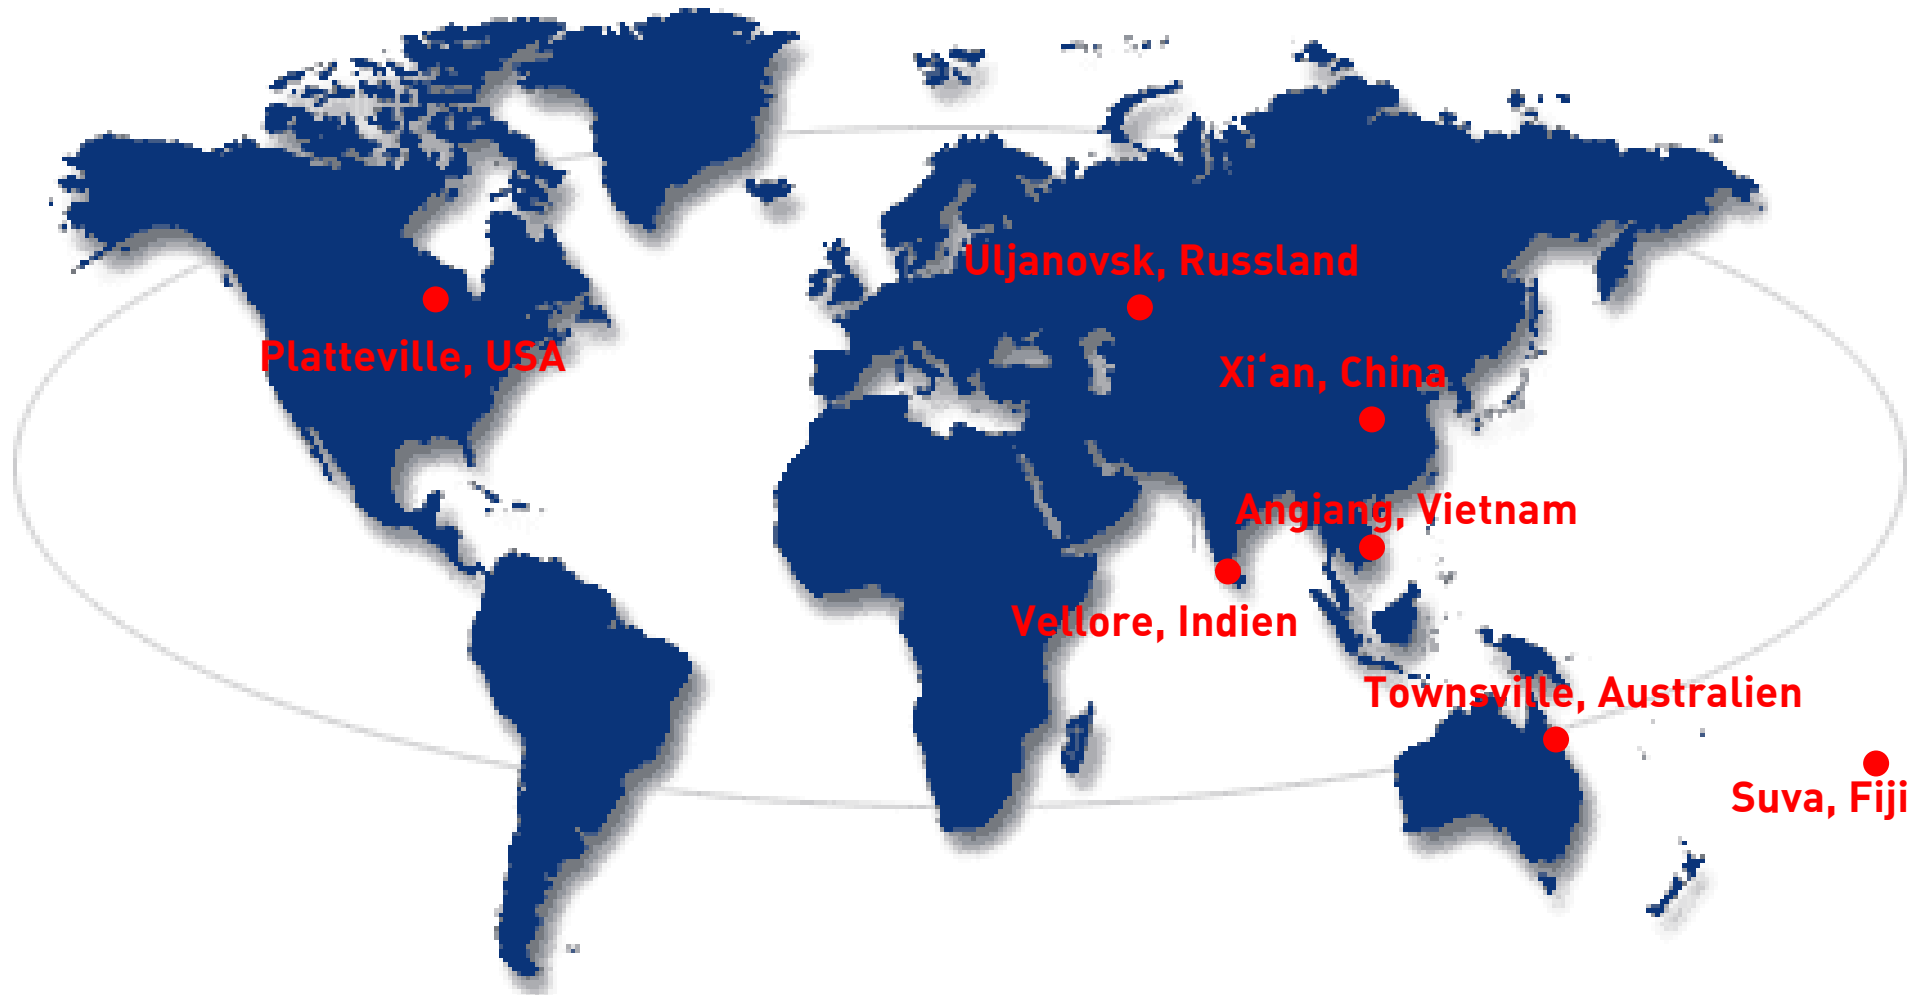 Uljanovsk, Russland
Platteville, USA
Xi‘an, China
Angiang, Vietnam
Vellore, Indien
Townsville, Australien
Suva, Fiji